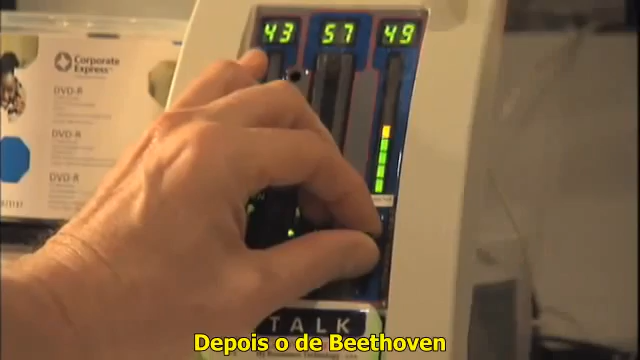 43 57 49
Corporate
Express
DVD-R
DVD-R
DVD-R
TALK
Depois o de Beethoven